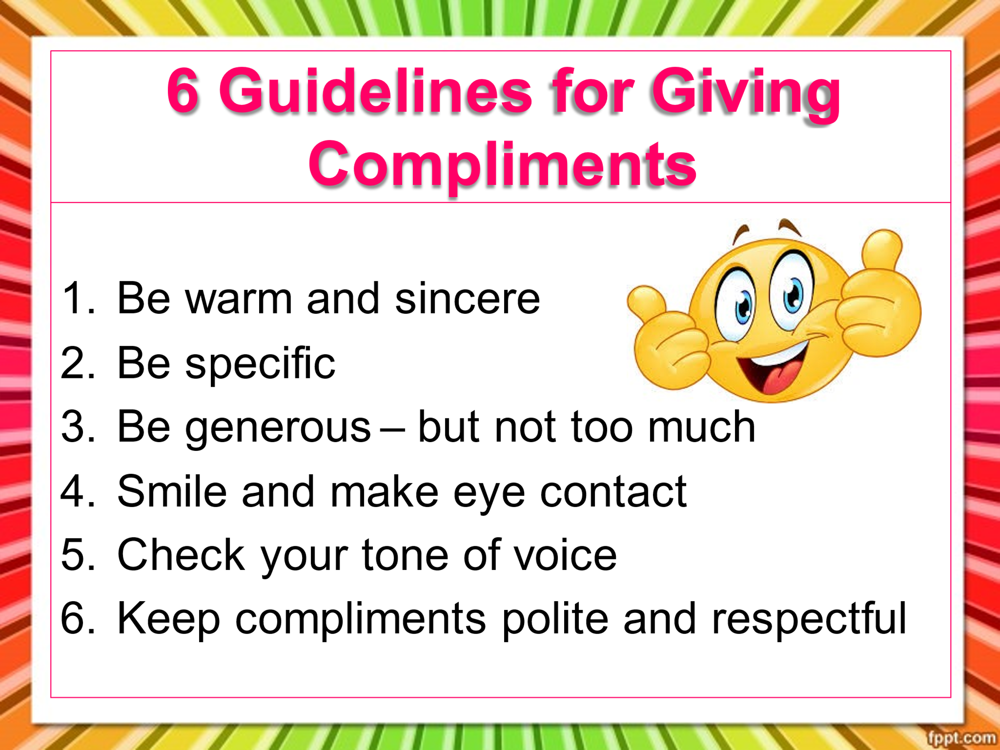 6 Guidelines for Giving
Compliments
1. Be warm and sincere
2. Be specific
3. Be generous – but not too much
4. Smile and make eye contact
5. Check your tone of voice
6. Keep compliments polite and respectful
fppt.com